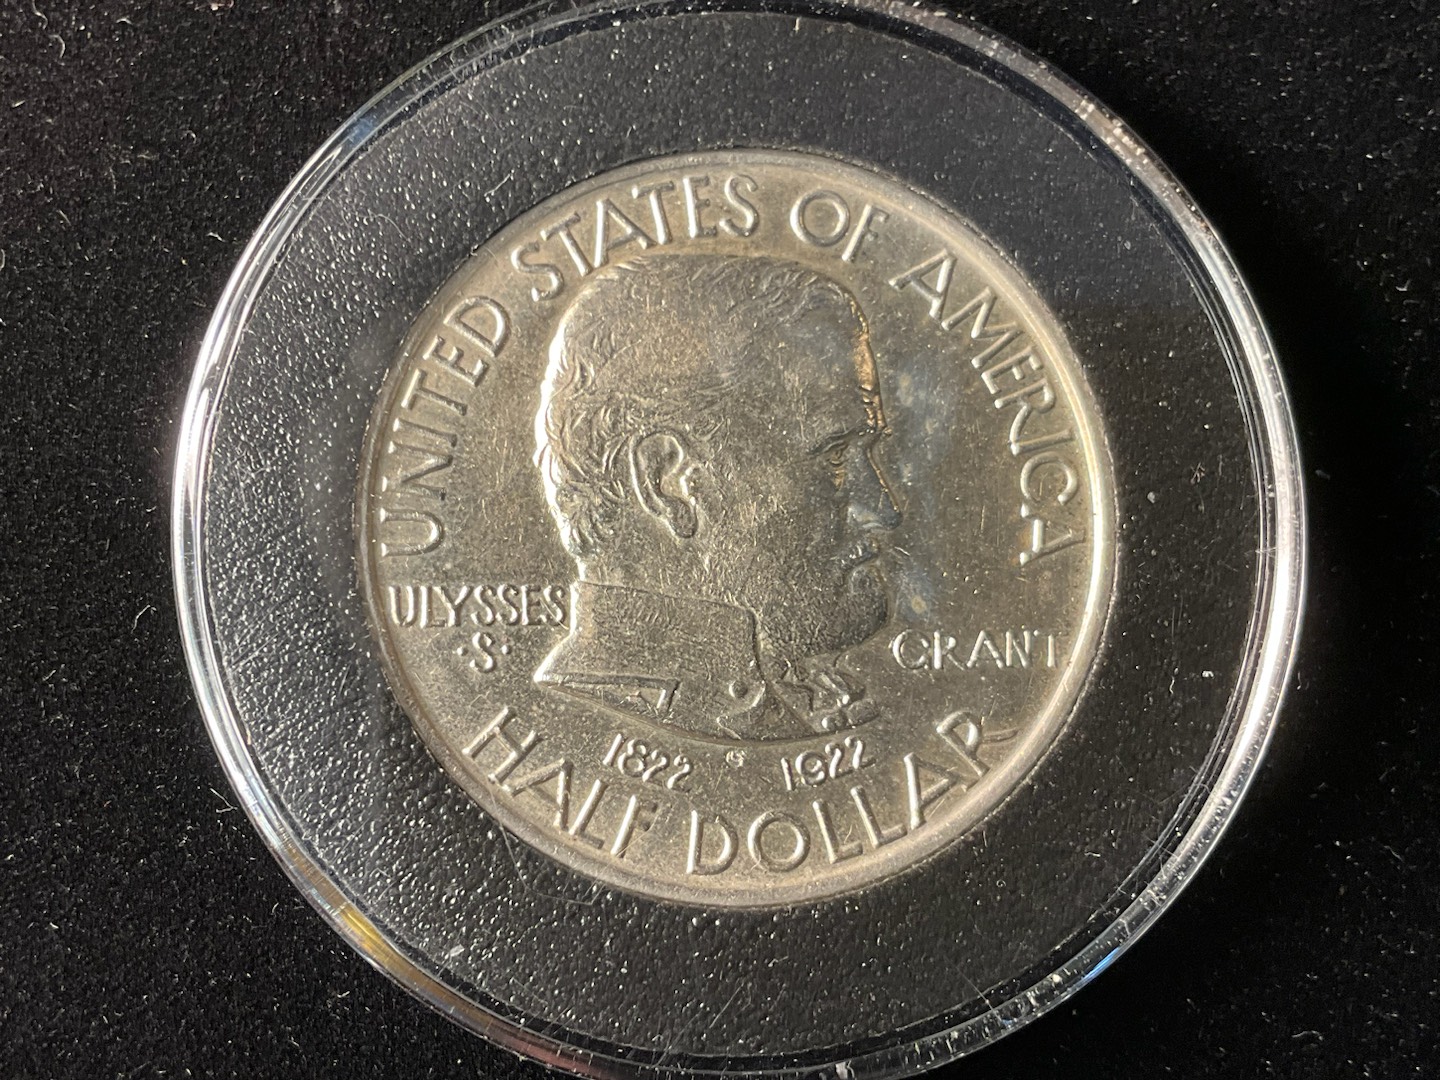 UNITED STATES OF AMERICA
ULYSSES
·S·
GRANT
1822 G 1922
HALF DOLLAR